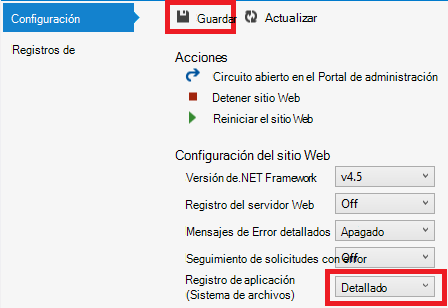 Configuración
Guardar
Actualizar
Registros de
Acciones
Circuito abierto en el Portal de administración
Detener sitio Web
Reiniciar el sitio Web
Configuración del sitio Web
Versión de.NET Framework
v4.5
Registro del servidor Web
Off
Mensajes de Error detallados
Apagado
Seguimiento de solicitudes con error
Off
Registro de aplicación
(Sistema de archivos)
Detallado